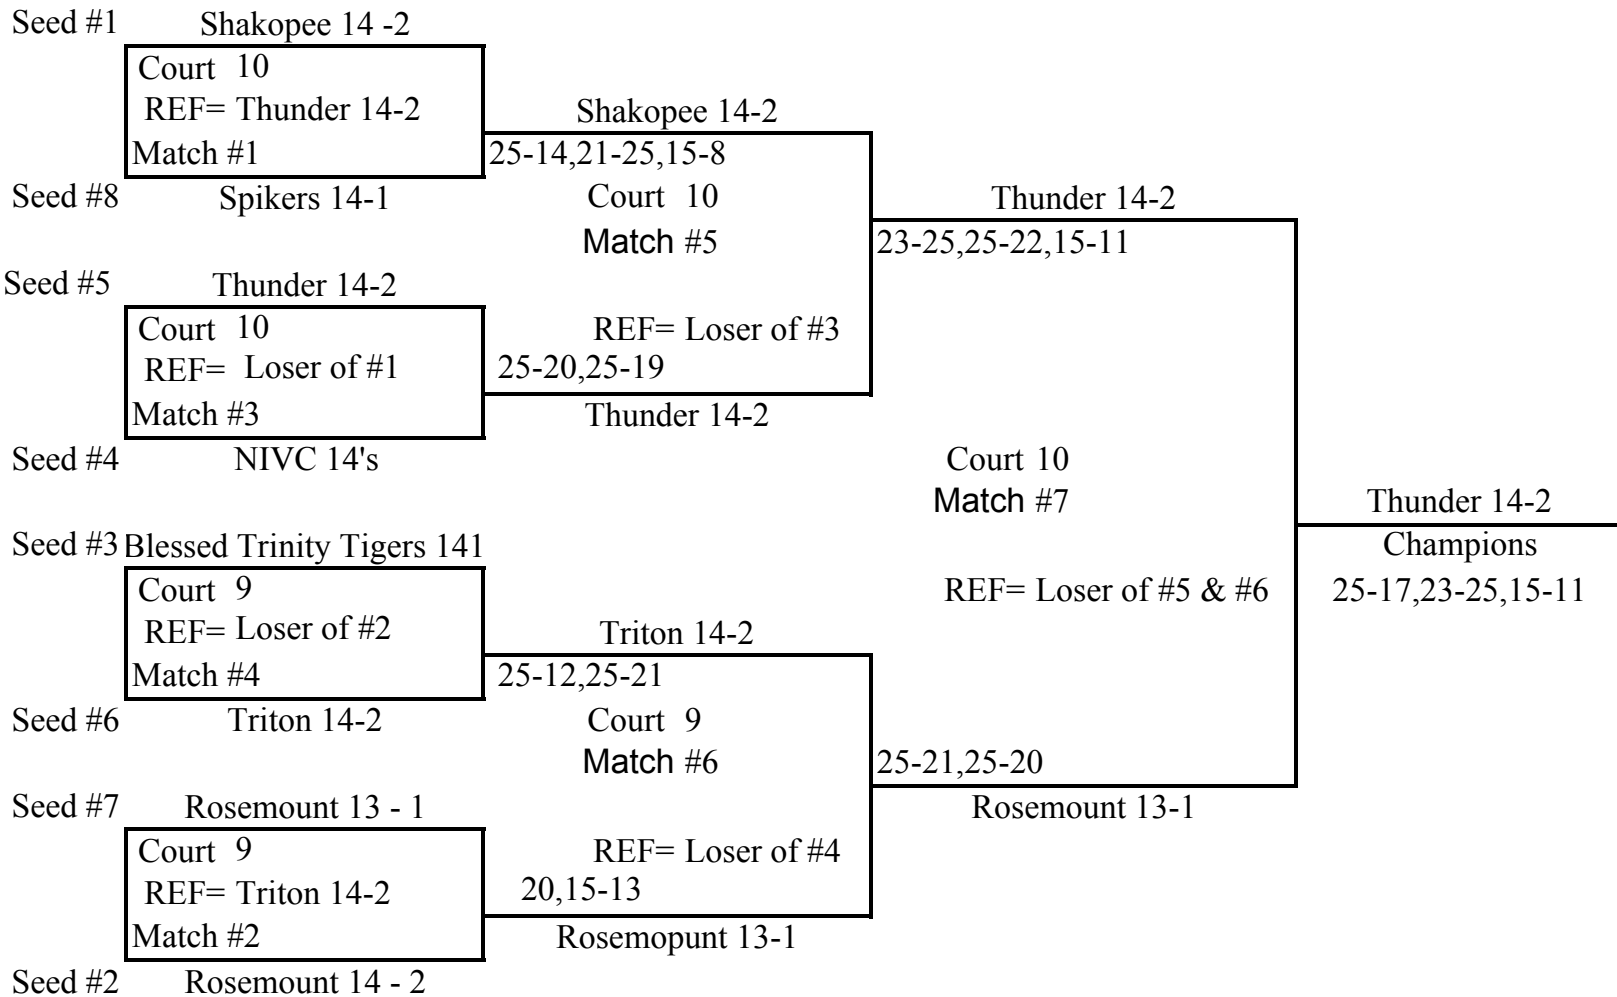 Seed #1 Shakopee 14 -2
Court 10
REF= Thunder 14-2 Shakopee 14-2
Match #1 25-14,21-25,15-8
Seed #8 Spikers 14-1 Court 10 Thunder 14-2
Match #5 23-25,25-22,15-11
Seed #5 Thunder 14-2
Court 10 REF= Loser of #3
REF= Loser of #1 25-20,25-19
Match #3 Thunder 14-2
Seed #4 NIVC 14's Court 10
Match #7 Thunder 14-2
Seed #3 Blessed Trinity Tigers 141 Champions
Court 9 REF= Loser of #5 & #6 25-17,23-25,15-11
REF= Loser of #2 Triton 14-2
Match #4 25-12,25-21
Seed #6 Triton 14-2 Court 9
Match #6 25-21,25-20
Seed #7 Rosemount 13 - 1 Rosemount 13-1
Court 9 REF= Loser of #4
REF= Triton 14-2 20,15-13
Match #2 Rosemopunt 13-1
Seed #2 Rosemount 14 - 2